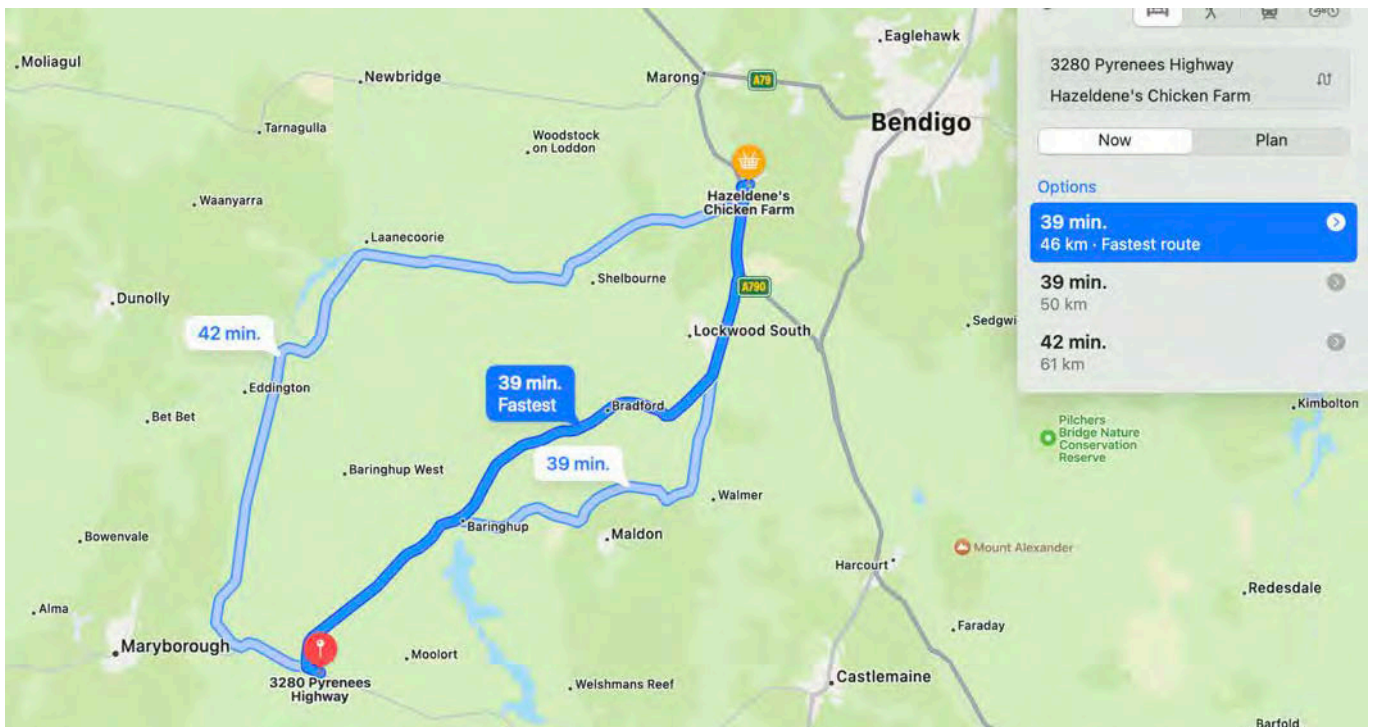 Moliagul
Newbridge
Marong
A79
Eaglehawk
Tarnagulla
Woodstock
on Loddon
Bendigo
Hazeldene's
Chicken Farm
Waanyarra
Laanecoorie
Shelbourne
A790
Dunolly
42 min.
Lockwood South
Sedgwi
Eddington
39 min.
Fastest
Bradford
Bet Bet
Baringhup West
39 min.
Walmer
Baringhup
Maldon
Bowenvale
Harcourt
Mount Alexander
Redesdale
Alma
Faraday
Maryborough
Moolort
3280 Pyrenees
Highway
Welshmans Reef
Castlemaine
Barfold
Kimbolton
Pilchers
Bridge Nature
Conservation
Reserve
3280 Pyrenees Highway
Hazeldene's Chicken Farm
Now
Plan
Options
39 min.
46 km · Fastest route
39 min.
50 km
42 min.
61 km